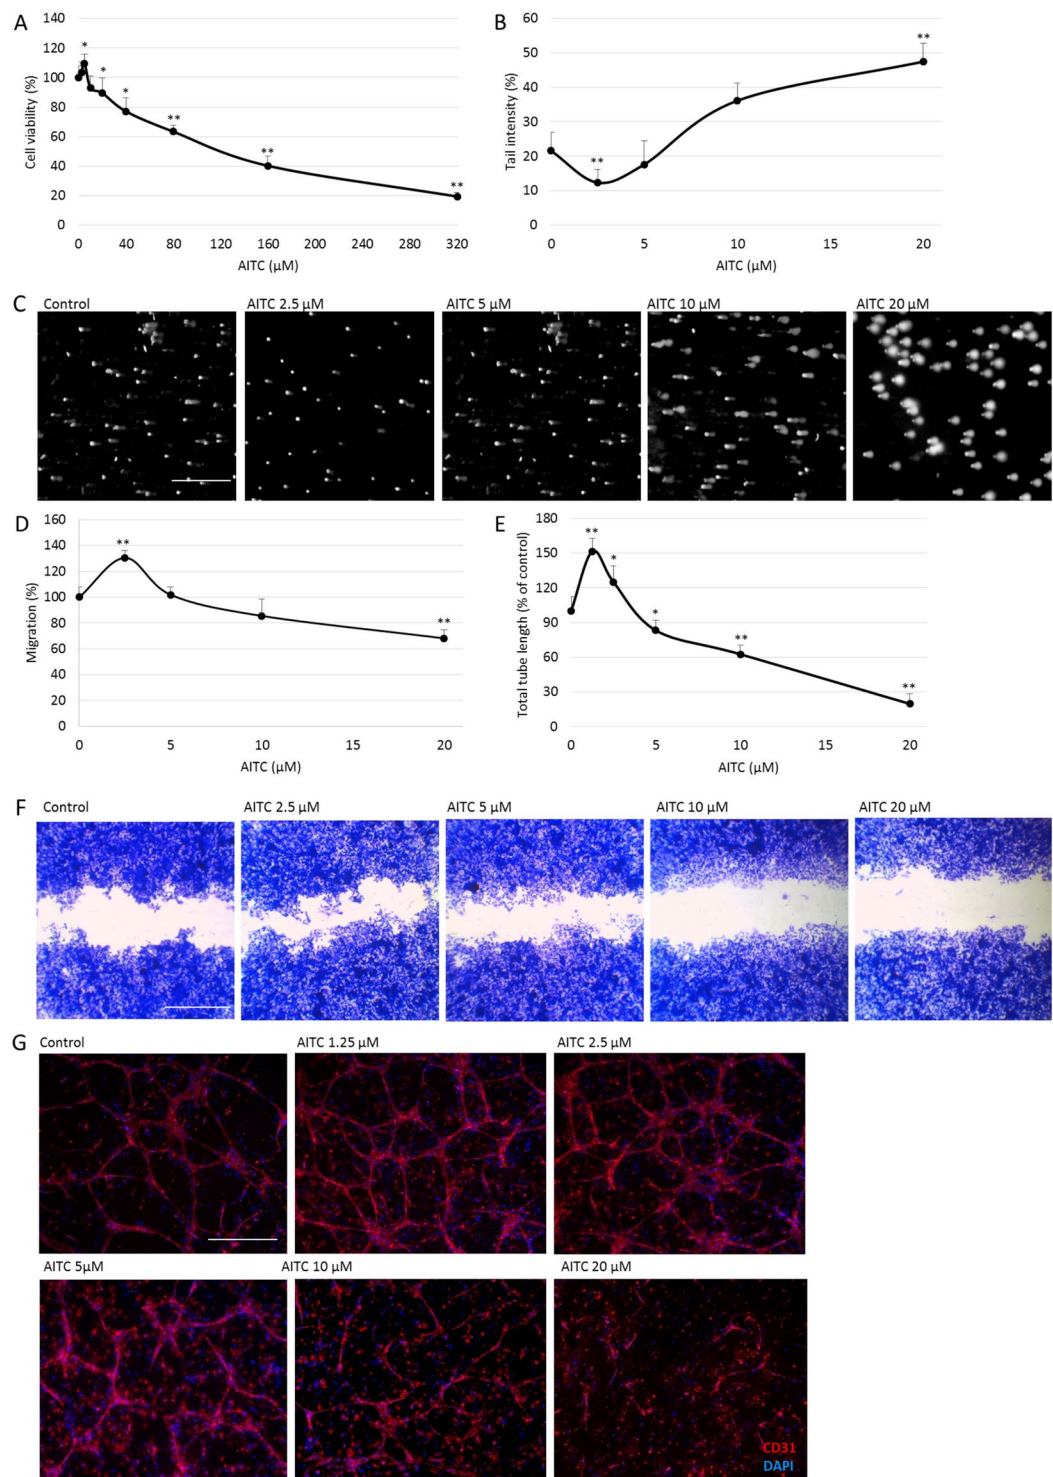 A
140
120
100
80
60
40
20
0
Cell viability (%)
*
*
*
**
**
**
0 40 80 120 160 200 240 280 320
AITC (µM)
B
60
50
40
30
20
10
0
Tail intensity (%)
**
**
0 5 10 15 20
AITC (µM)
C
Control AITC 2.5 µM AITC 5 µM AITC 10 µM AITC 20 µM
D
160
140
120
100
80
60
40
20
0
Migration (%)
**
**
0 5 10 15 20
AITC (µM)
E
180
150
120
90
60
30
0
Total tube length (% of control)
**
*
*
**
**
0 5 10 15 20
AITC (µM)
F
Control AITC 2.5 µM AITC 5 µM AITC 10 µM AITC 20 µM
G
Control AITC 1.25 µM AITC 2.5 µM
AITC 5µM AITC 10 µM AITC 20 µM
CD31
DAPI